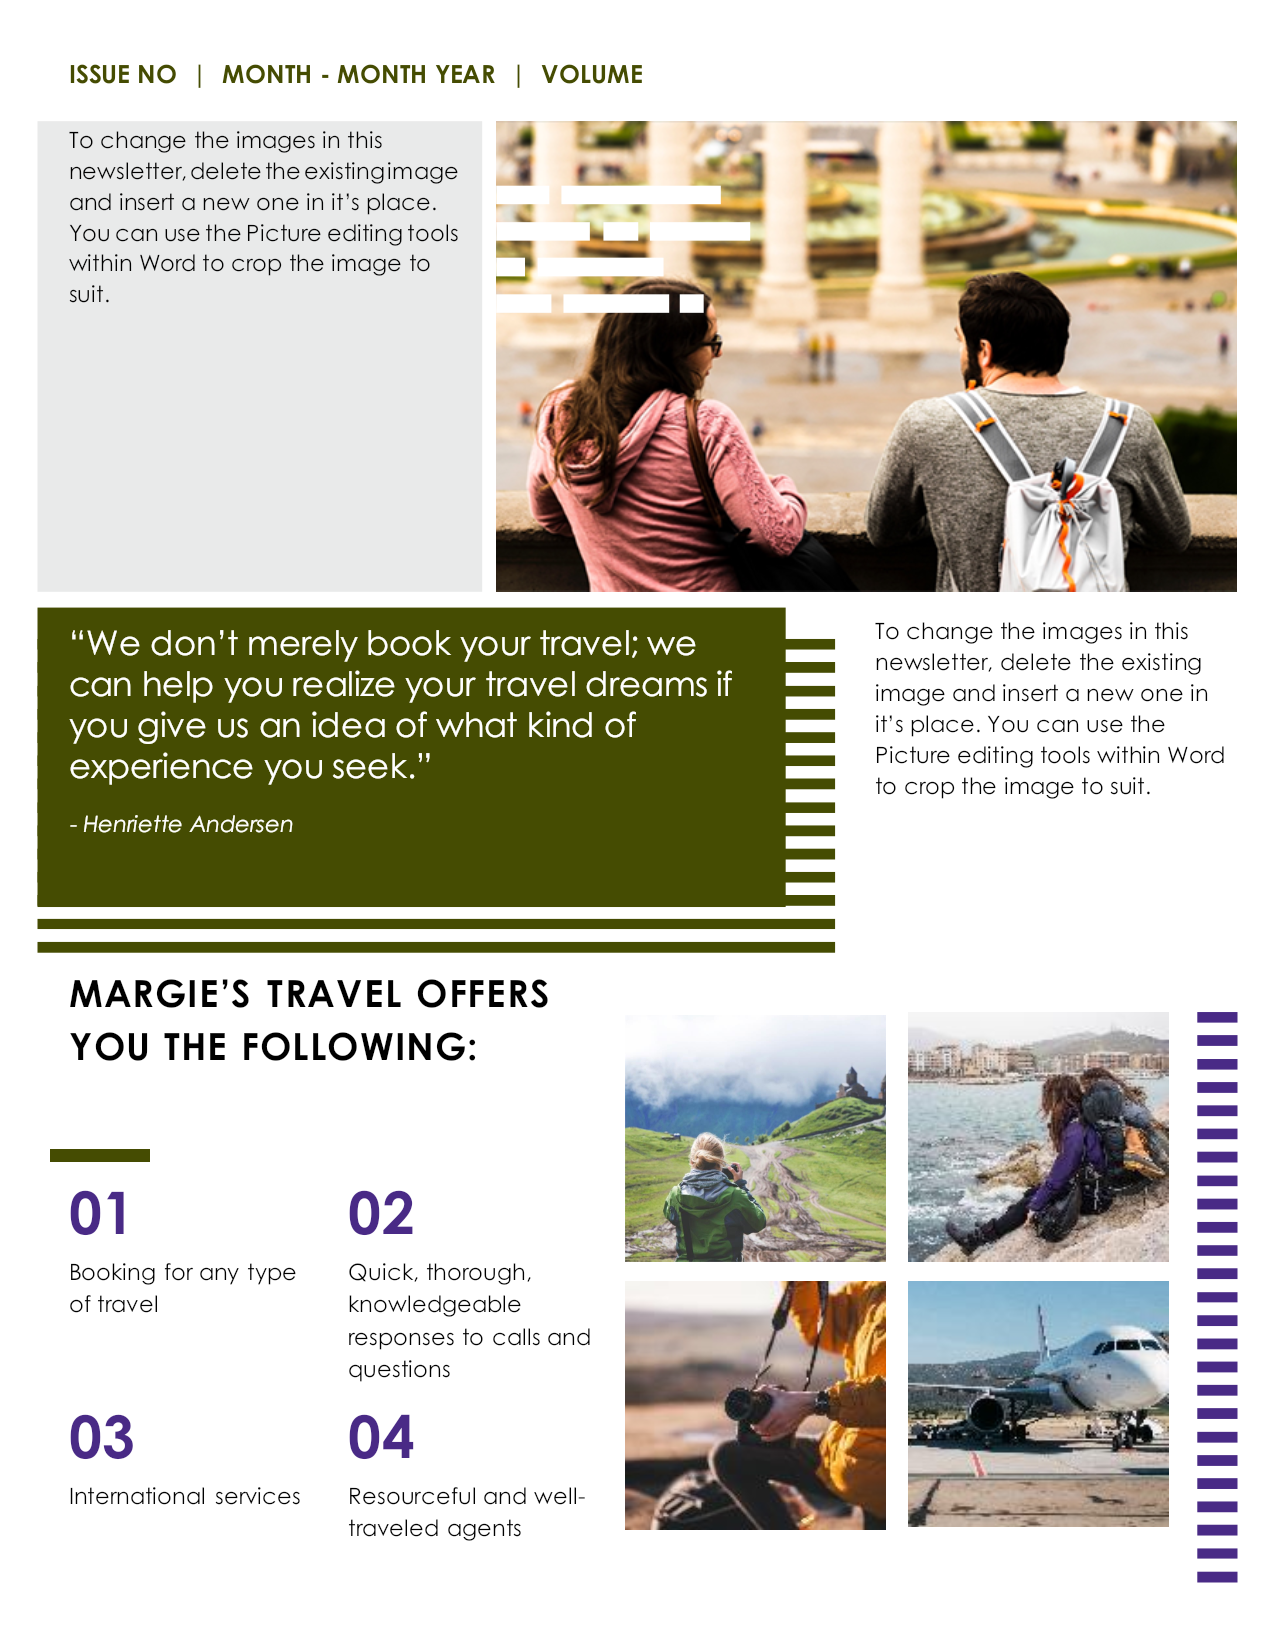 ISSUE NO | MONTH - MONTH YEAR | VOLUME
To change the images in this
newsletter, delete the existing image
and insert a new one in it’s place.
You can use the Picture editing tools
within Word to crop the image to
suit.
“We don’t merely book your travel; we
can help you realize your travel dreams if
you give us an idea of what kind of
experience you seek.”
- Henriette Andersen
To change the images in this
newsletter, delete the existing
image and insert a new one in
it’s place. You can use the
Picture editing tools within Word
to crop the image to suit.
MARGIE’S TRAVEL OFFERS
YOU THE FOLLOWING:
01
Booking for any type
of travel
02
Quick, thorough,
knowledgeable
responses to calls and
questions
03
International services
04
Resourceful and well-
traveled agents